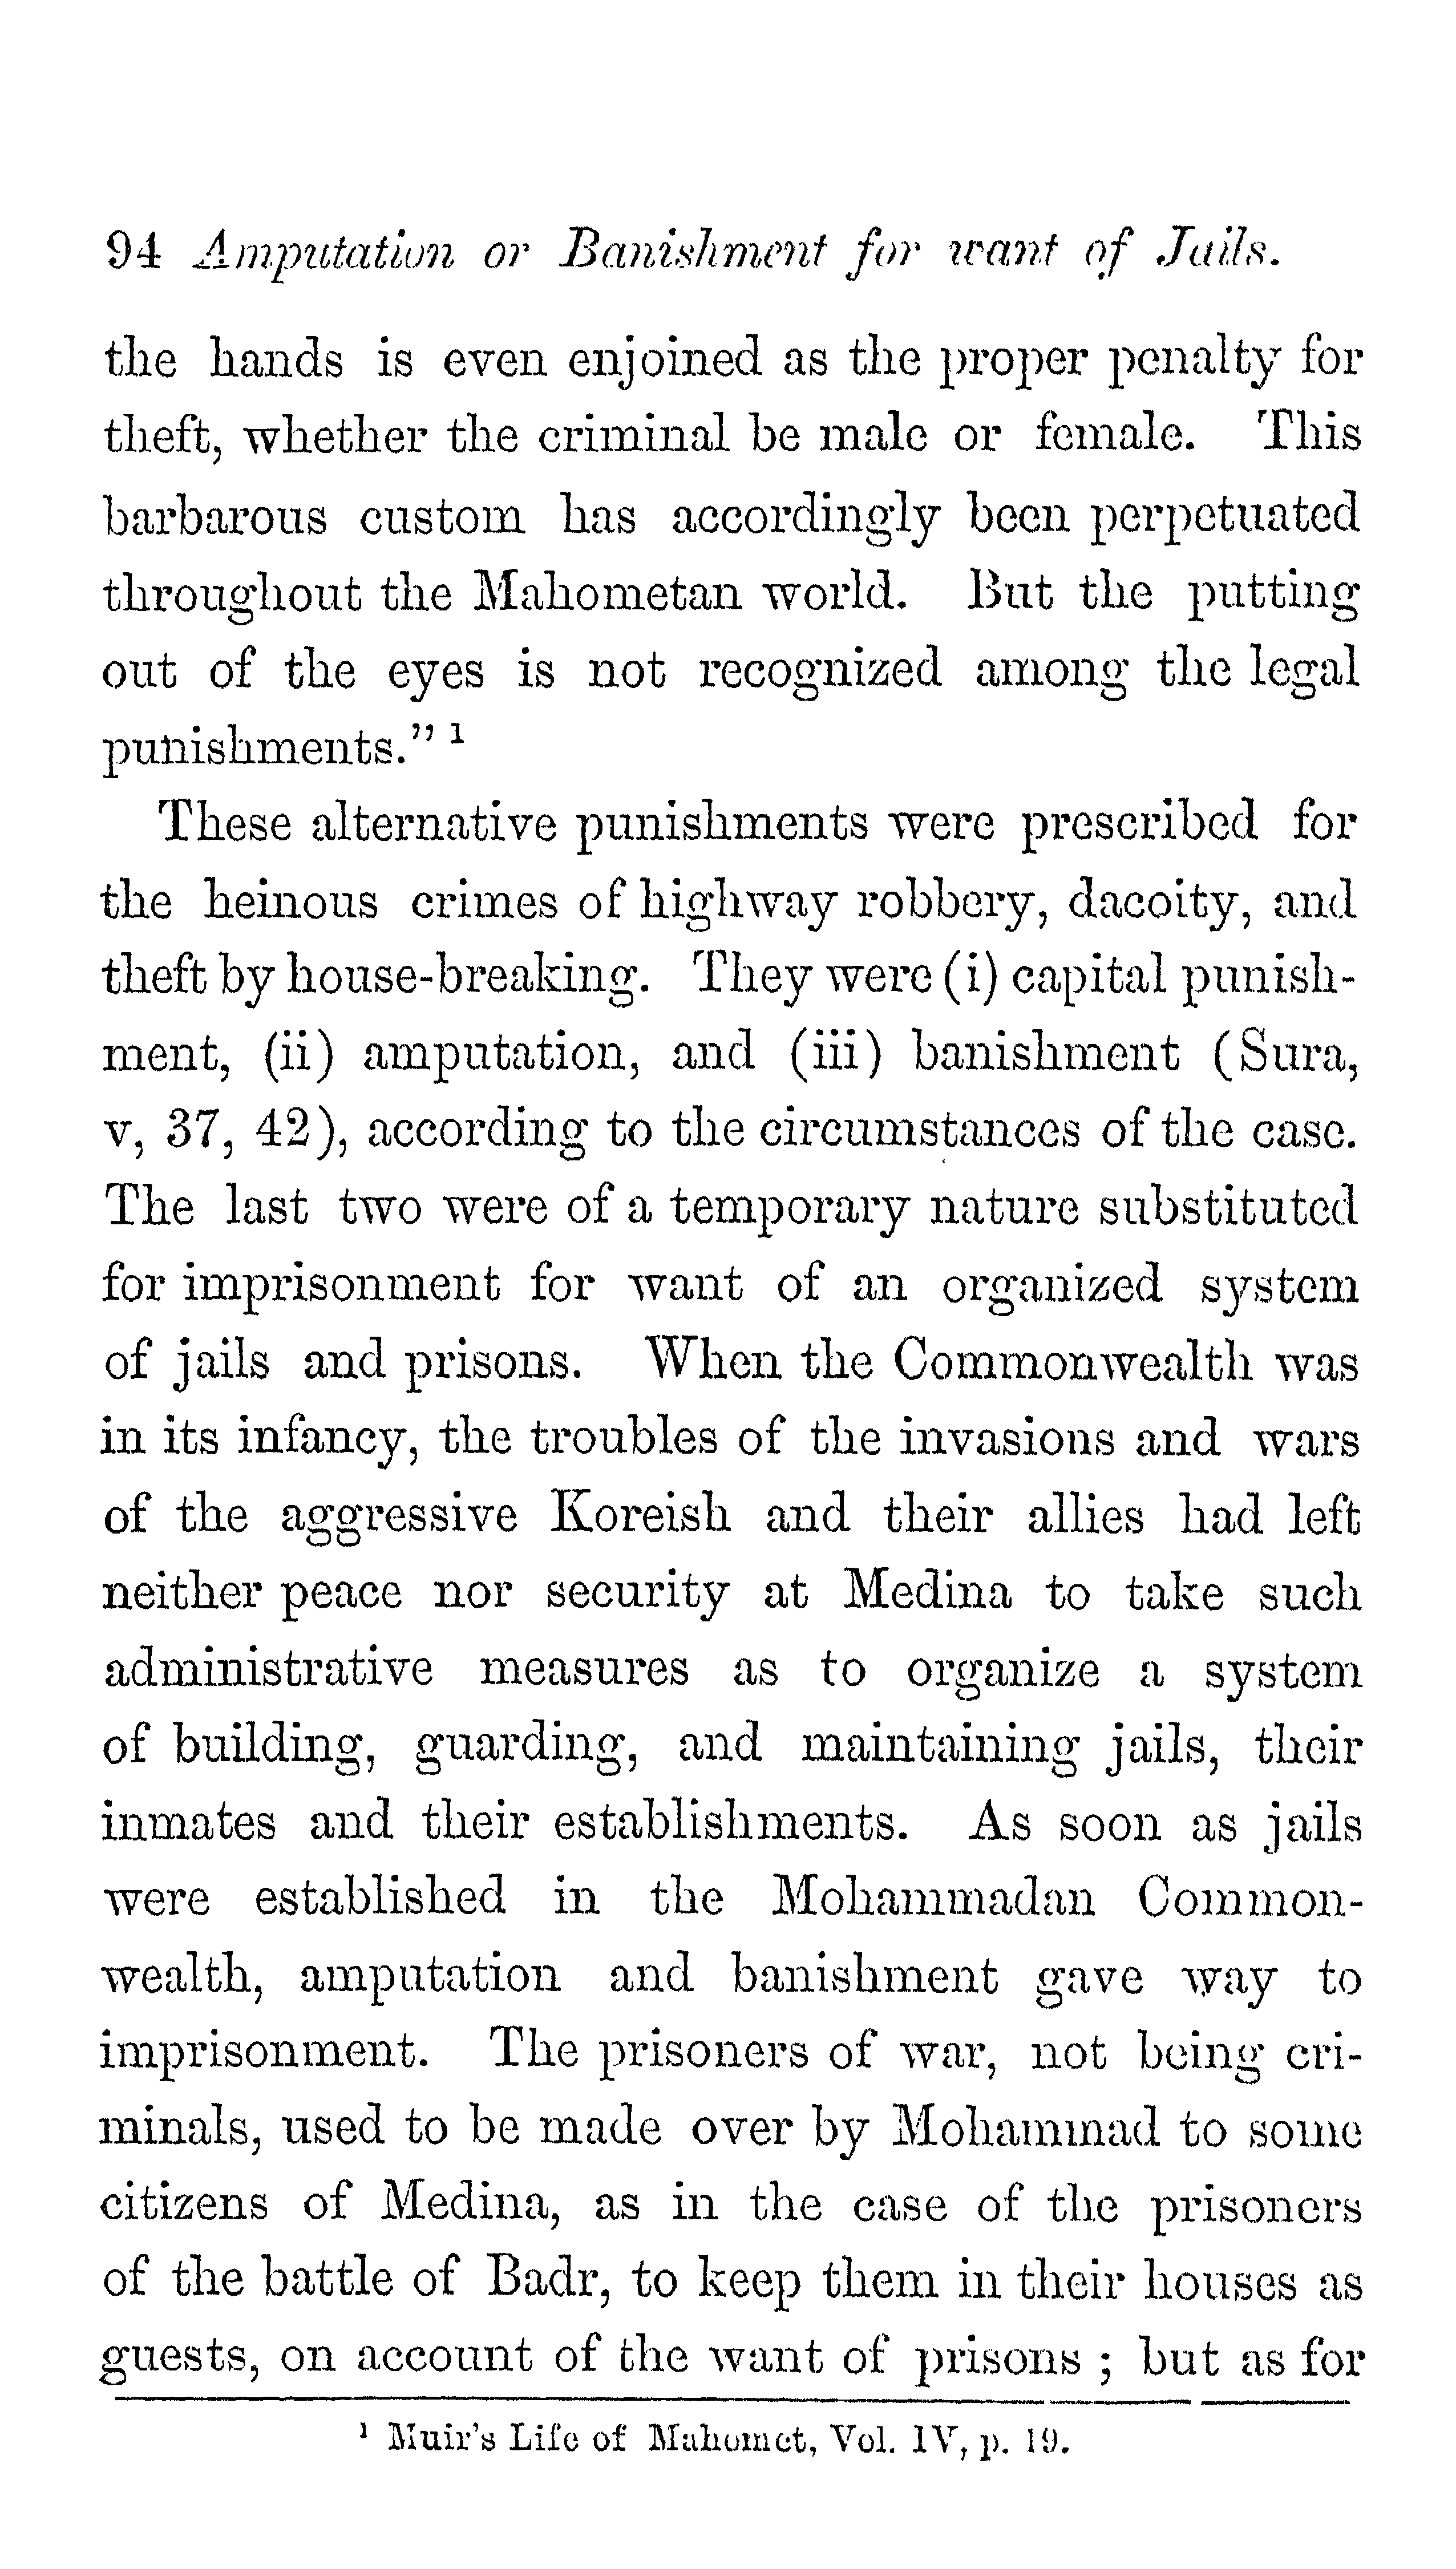 94 Amputation or Banishment for want of Jails.
the hands is even enjoined as the proper penalty for
theft, whether the criminal be male or female. This
barbarous custom has accordingly been perpetuated
throughout the Mahometan world. But the putting
out of the eyes is not recognized among the legal
punishments." 1
These alternative punishments were prescribed for
the heinous crimes of highway robbery, dacoity, and
theft by house-breaking. They were (i) capital punish-
ment, (ii) amputation, and (iii) banishment (Sura,
v, 37, 42), according to the circumstances of the case.
The last two were of a temporary nature substituted
for imprisonment for want of an organized system
of jails and prisons. When the Commonwealth was
in its infancy, the troubles of the invasions and wars
of the aggressive Koreish and their allies had left
neither peace nor security at Medina to take such
administrative measures as to organize a system
of building, guarding, and maintaining jails, their
inmates and their establishments. As soon as jails
were established in the Mohammadan Common-
wealth, amputation and banishment gave way to
imprisonment. The prisoners of war, not being cri-
minals, used to be made over by Mohammad to some
citizens of Medina, as in the case of the prisoners
of the battle of Badr, to keep them in their houses as
guests, on account of the want of prisons ; but as for
1 Muir's Life of Mahomet, Vol. IV, p. 19.